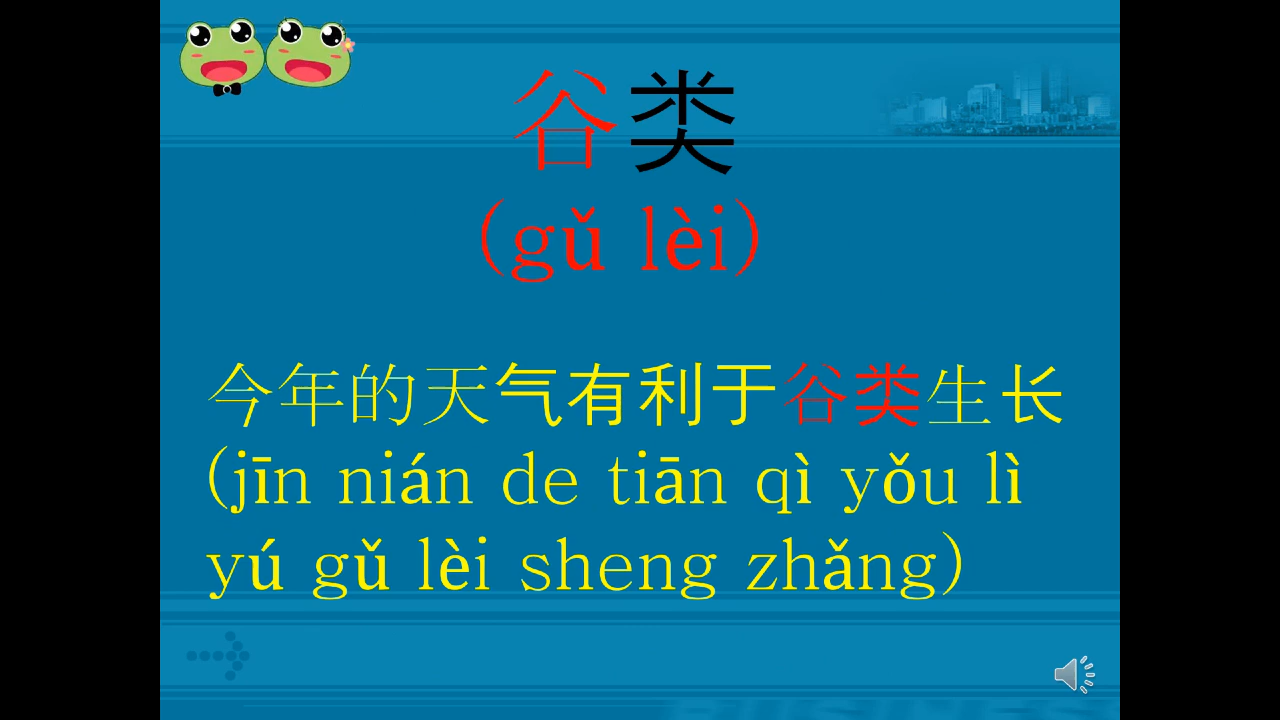 谷类
(gǔ lèi)
今年的天气有利于谷类生长
(jīn nián de tiān qì yǒu lì
yú gǔ lèi sheng zhǎng)
BUSINESS